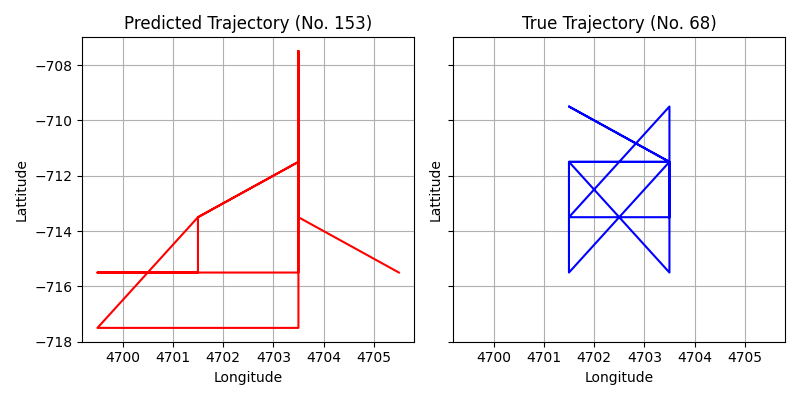 Predicted Trajectory (No. 153)
True Trajectory (No. 68)
Lattitude
−708
−710
−712
−714
−716
−718
4700 4701 4702 4703 4704 4705
Longitude
Lattitude
4700 4701 4702 4703 4704 4705
Longitude